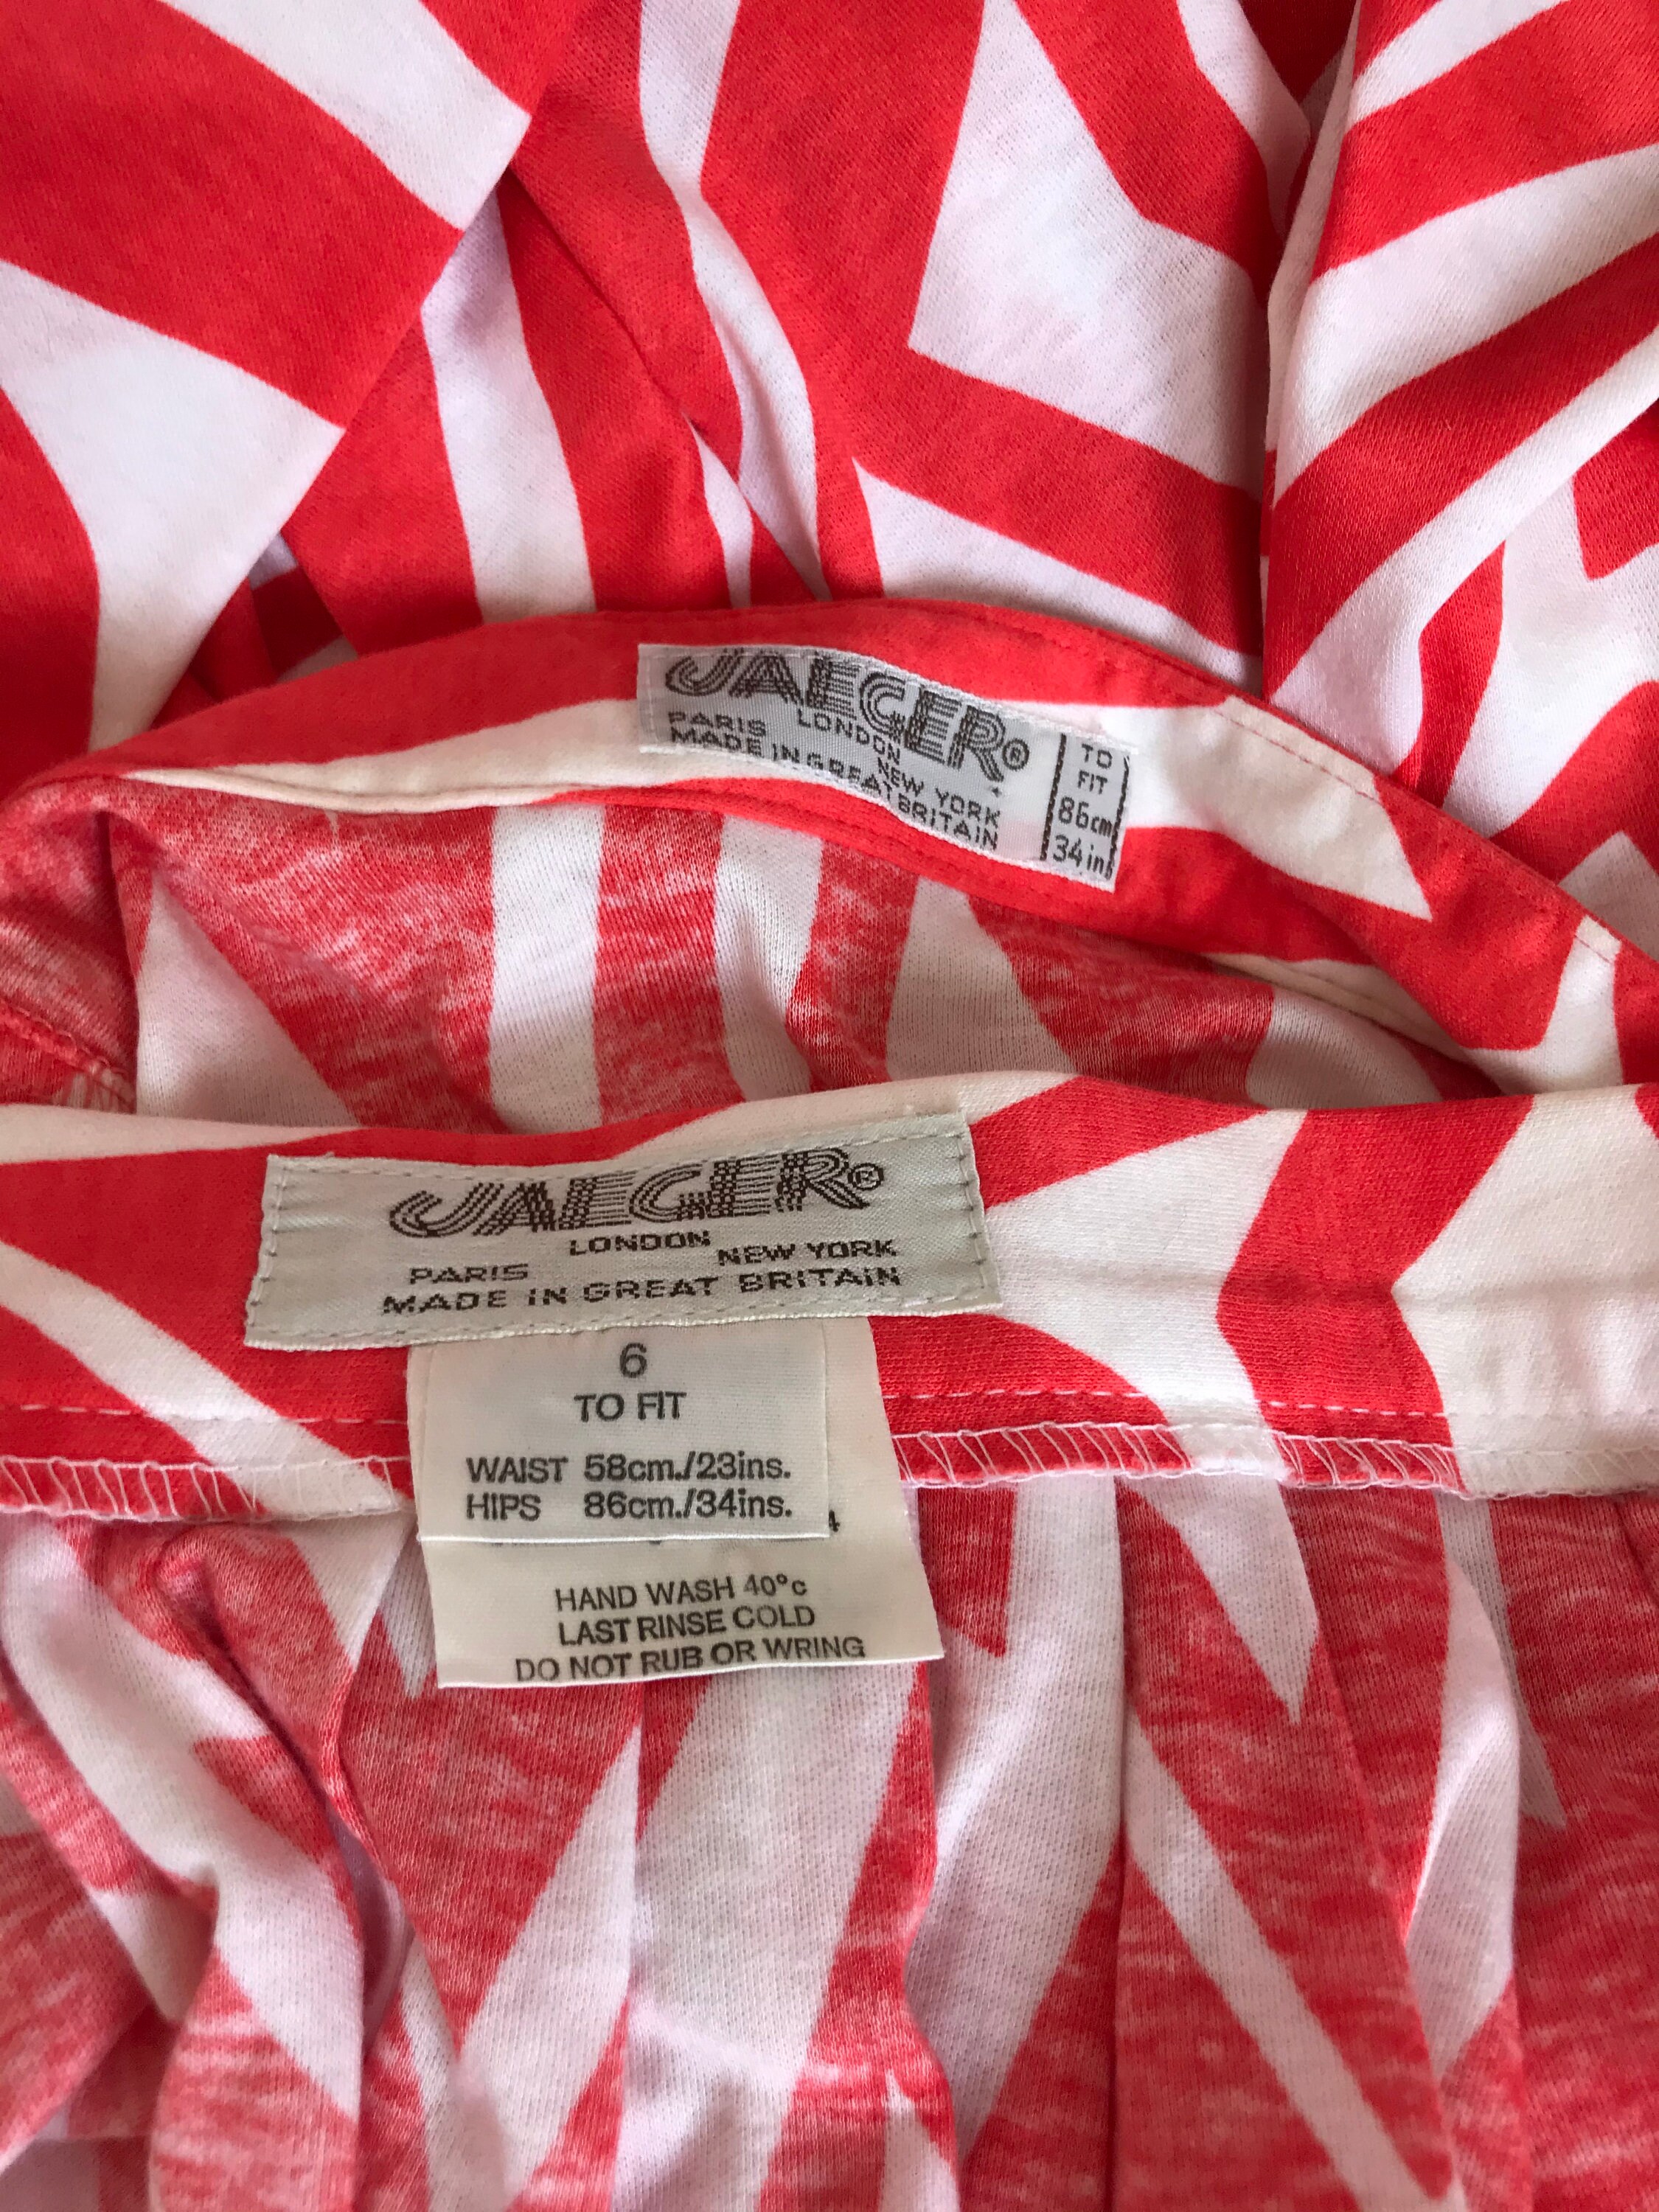 JAEGER®
LONDON
PARIS NEW YORK
MADE IN GREAT BRITAIN
TO
FIT
86cm
34in
JAEGER®
LONDON
PARIS NEW YORK
MADE IN GREAT BRITAIN
6
TO FIT
WAIST 58cm./23ins.
HIPS 86cm./34ins.
HAND WASH 40°c
LAST RINSE COLD
DO NOT RUB OR WRING